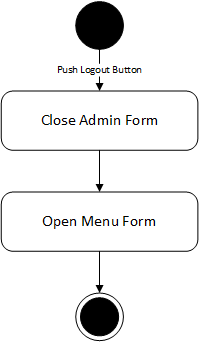 Push Logout Button
Close Admin Form
Open Menu Form